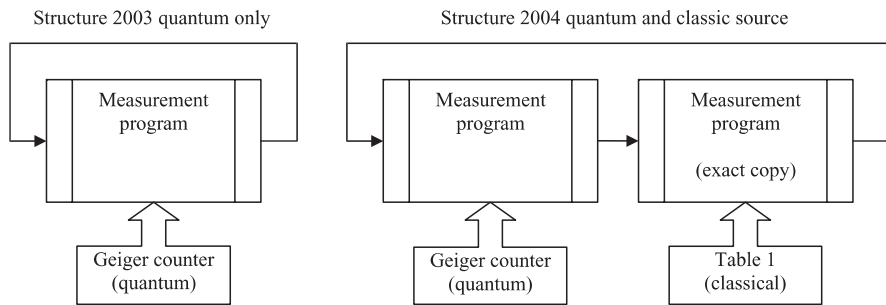 Structure 2003 quantum only
Structure 2004 quantum and classic source
Measurement
program
Measurement
program
Measurement
program
(exact copy)
Geiger counter
(quantum)
Geiger counter
(quantum)
Table 1
(classical)